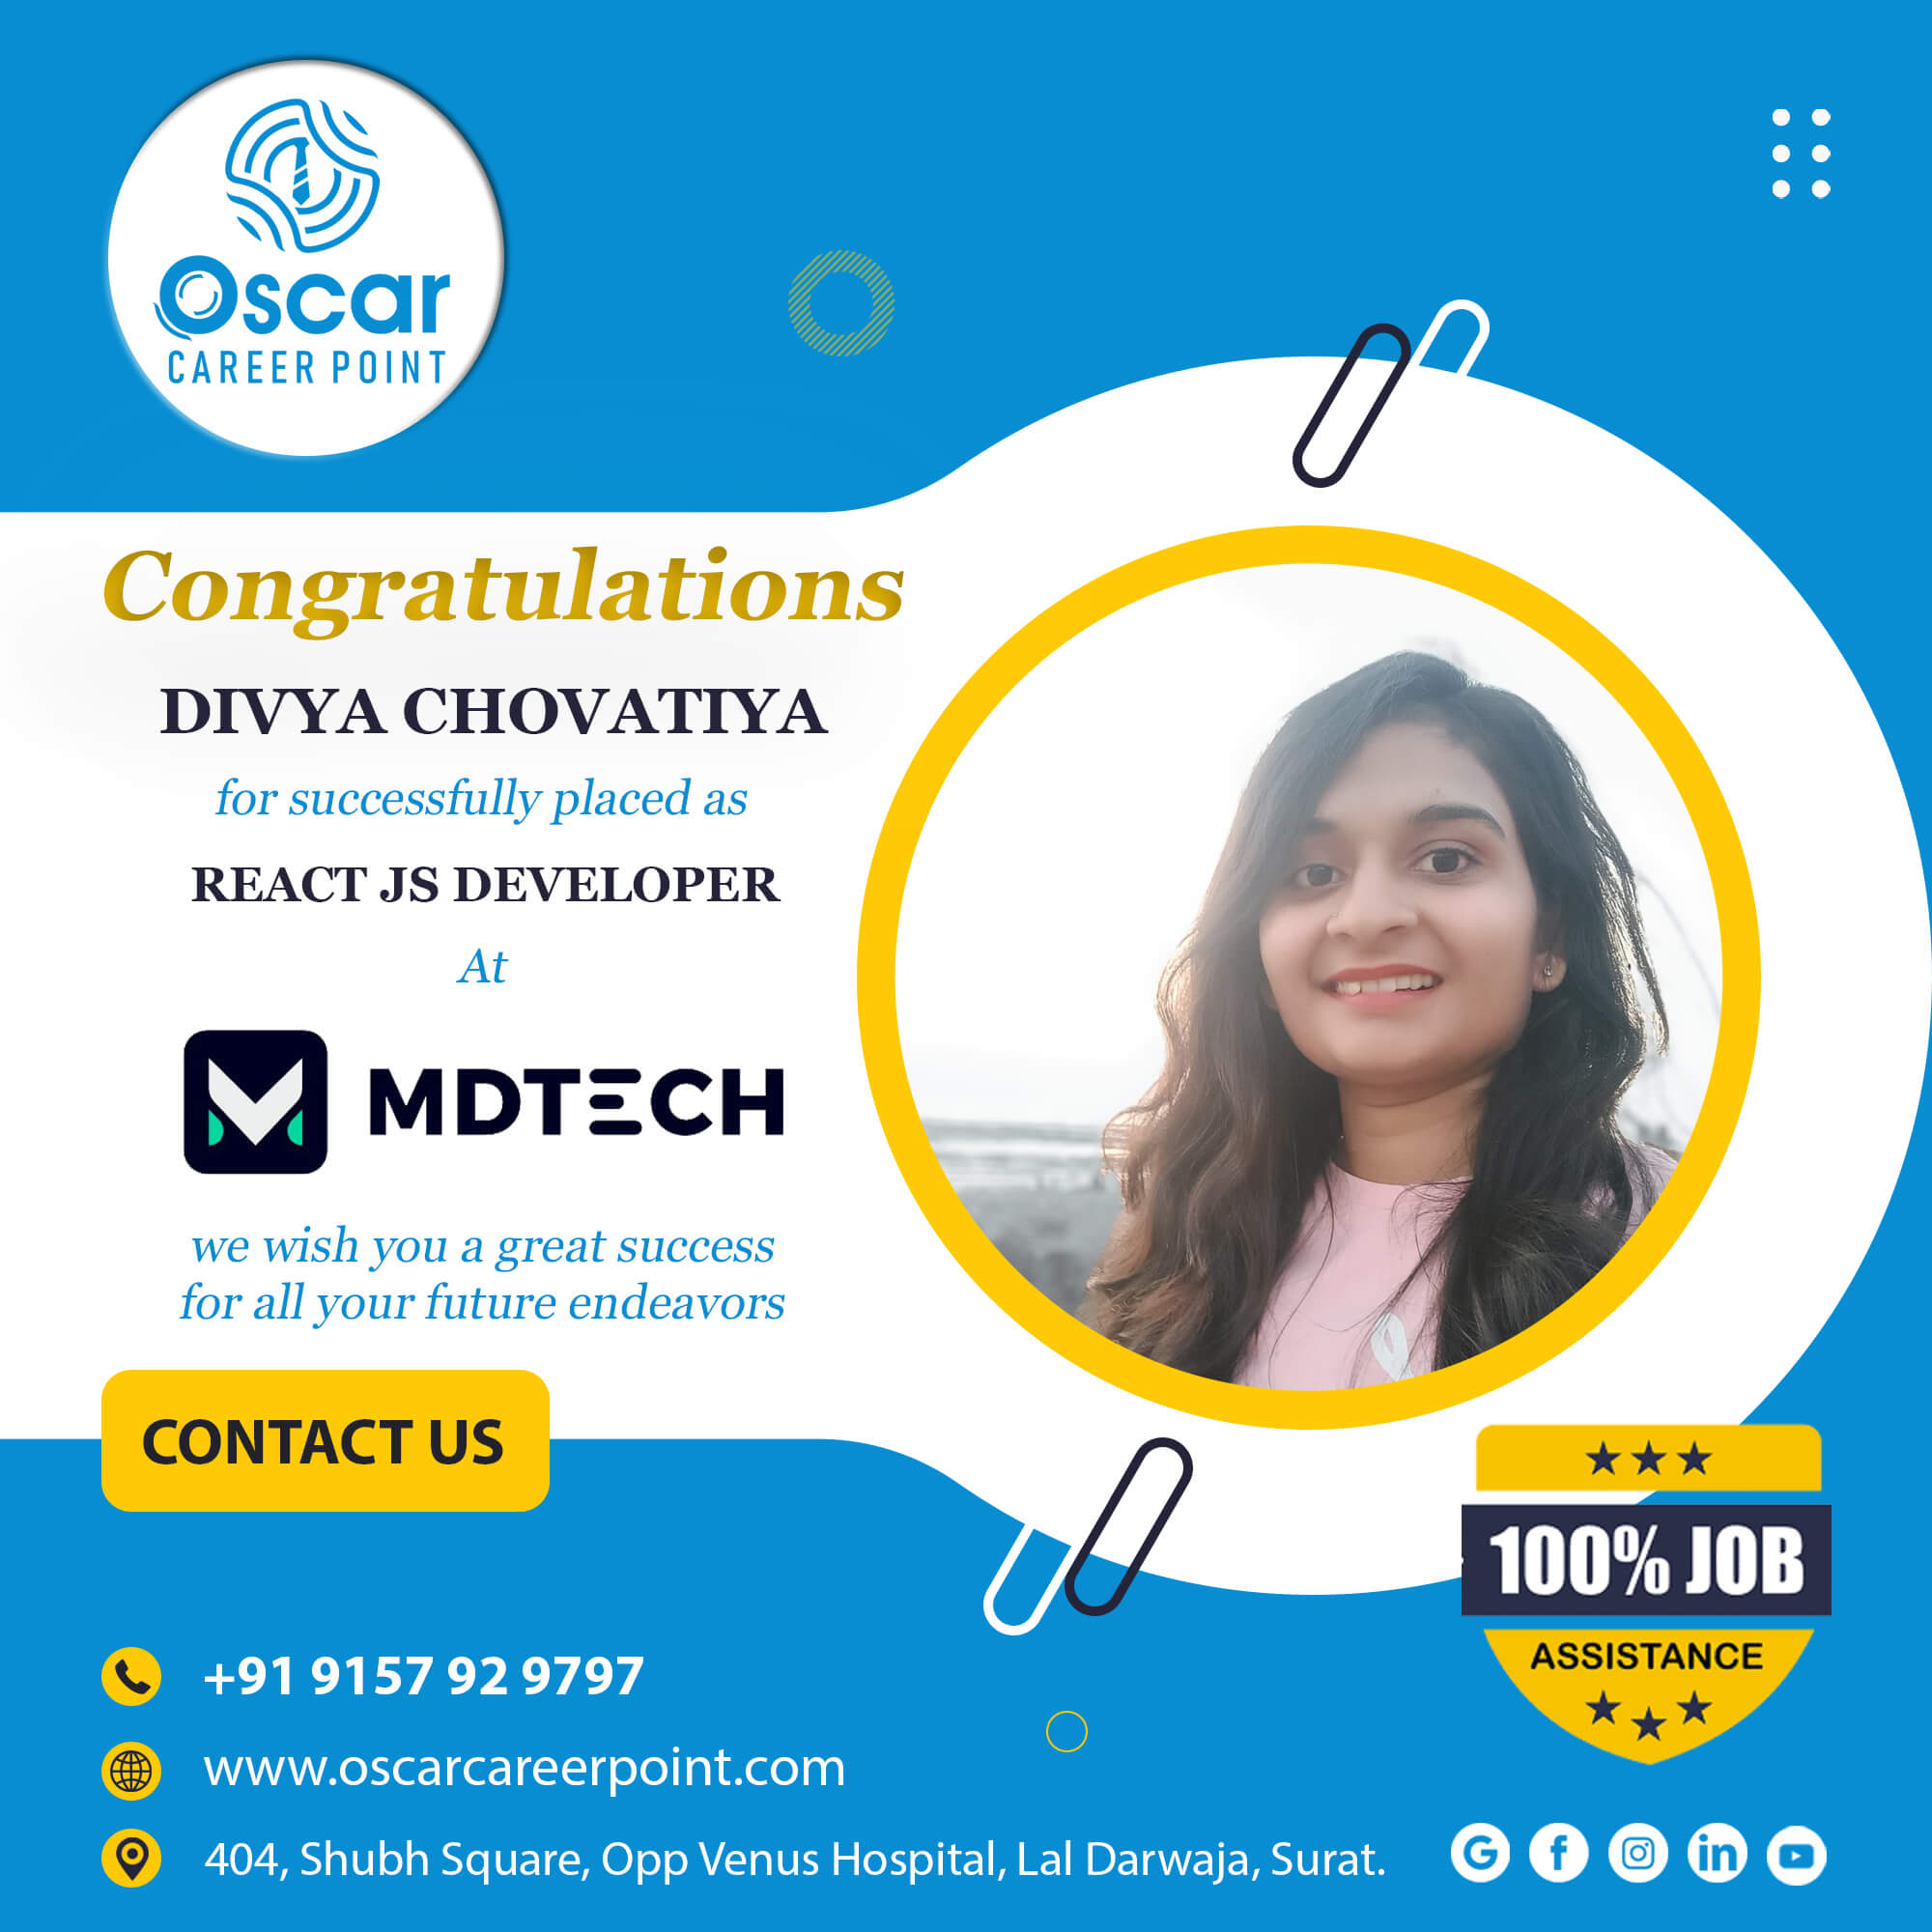 Oscar
CAREER POINT
Congratulations
DIVYA CHOVATIYA
for successfully placed as
REACT JS DEVELOPER
At
MDTECH
we wish you a great success
for all your future endeavors
CONTACT US
100% JOB
ASSISTANCE
+91 9157 92 9797
www.oscarcareerpoint.com
404, Shubh Square, Opp Venus Hospital, Lal Darwaja, Surat.